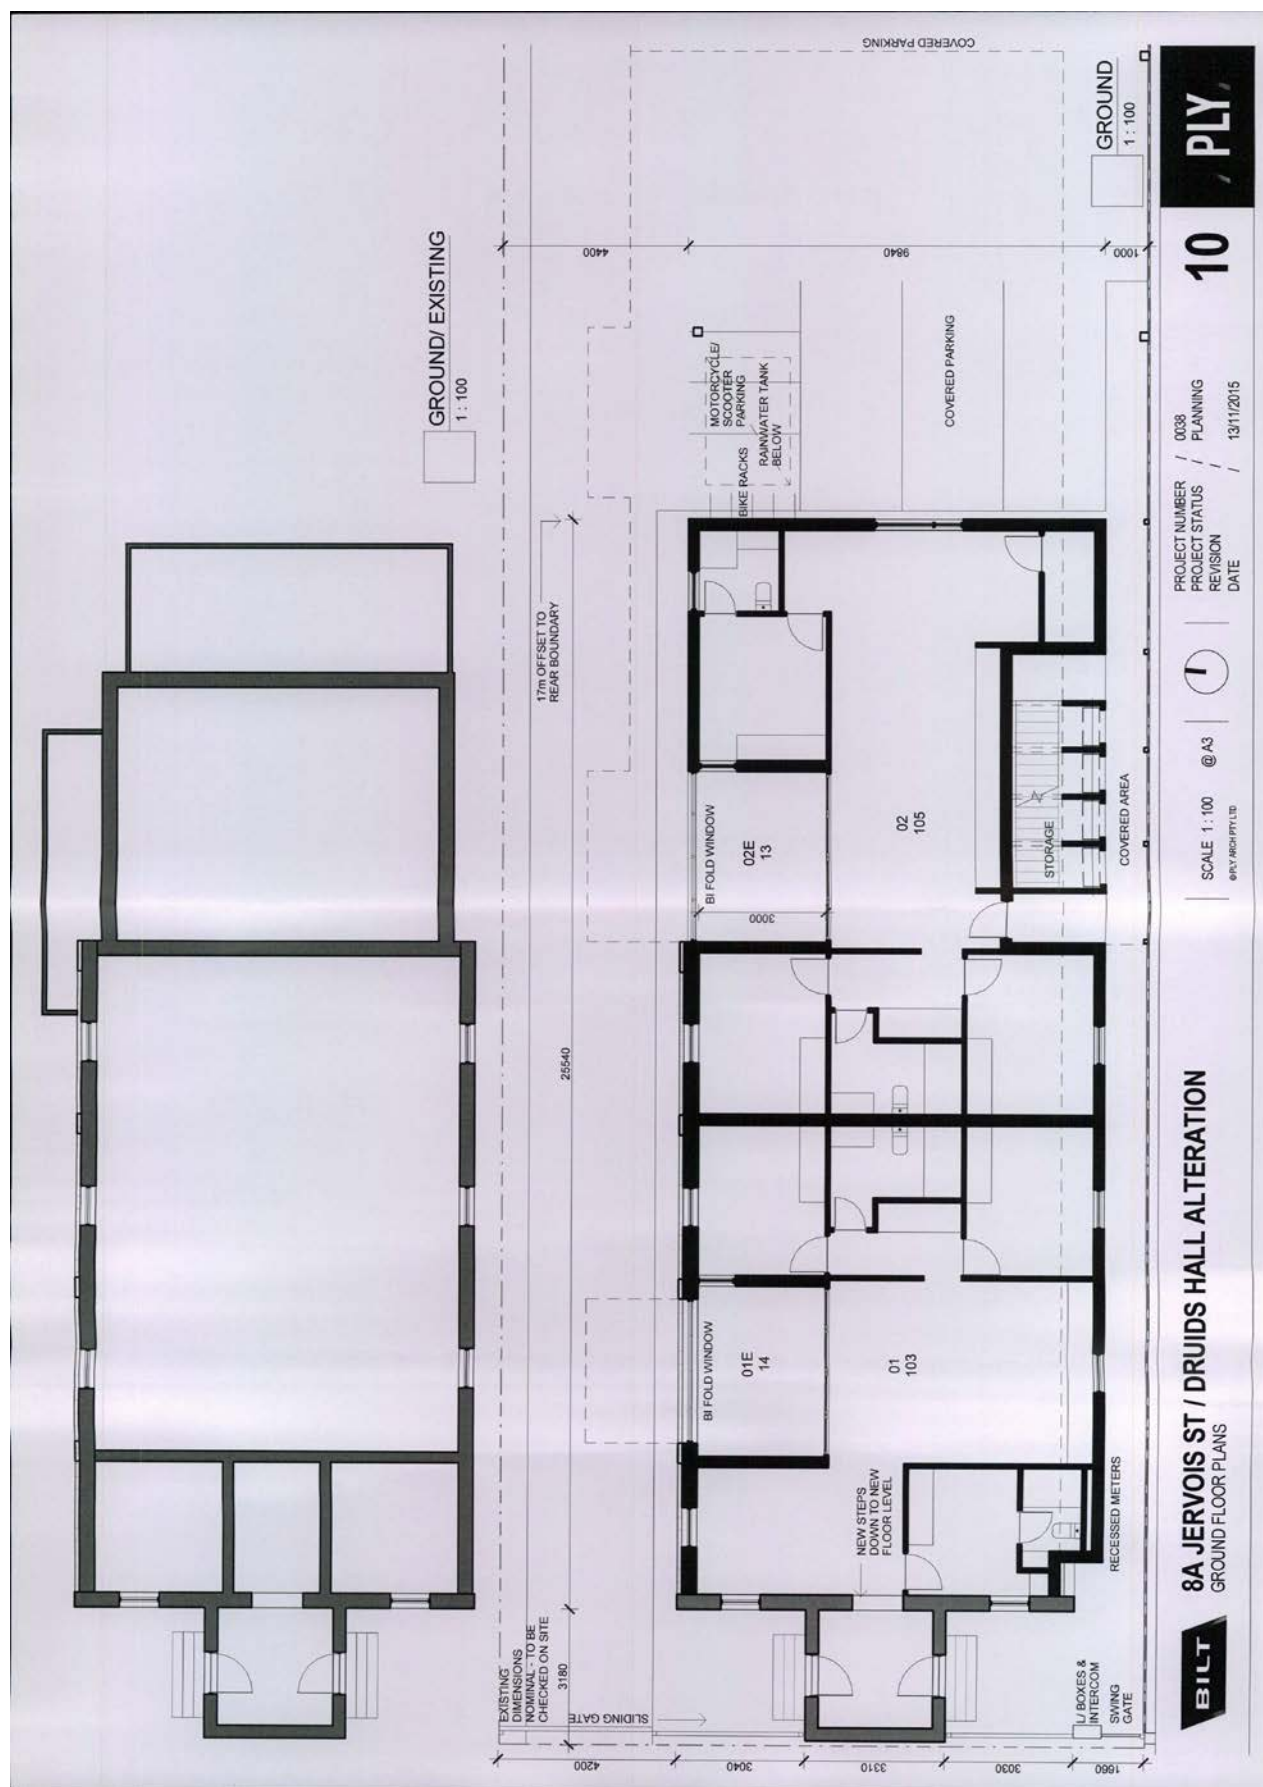 GROUND/ EXISTING
1 : 100
EXISTING
DIMENSIONS
NOMINAL - TO BE
CHECKED ON SITE
3180
25540
17m OFFSET TO
REAR BOUNDARY
SLIDING GATE
4200
3040
3310
3030
1660
4400
9840
1000
COVERED PARKING
BI FOLD WINDOW
01E
14
BI FOLD WINDOW
02E
13
3000
BIKE RACKS
MOTORCYCLE/
SCOOTER
PARKING
RAINWATER TANK
BELOW
COVERED PARKING
NEW STEPS
DOWN TO NEW
FLOOR LEVEL
01
103
02
105
STORAGE
COVERED AREA
RECESSED METERS
L/ BOXES &
INTERCOM
SWING
GATE
GROUND
1 : 100
BILT
8A JERVOIS ST / DRUIDS HALL ALTERATION
GROUND FLOOR PLANS
SCALE 1 : 100 @ A3
©PLY ARCH PTY LTD
PROJECT NUMBER / 0038
PROJECT STATUS / PLANNING
REVISION /
DATE / 13/11/2015
10
PLY